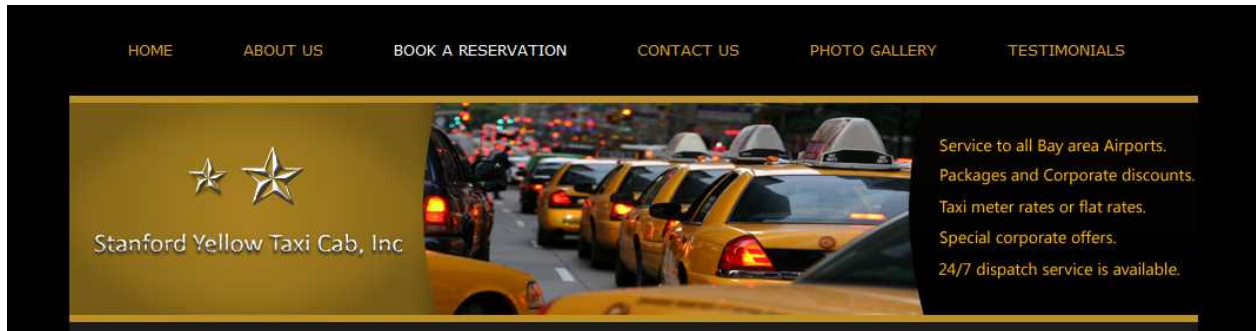 HOME ABOUT US BOOK A RESERVATION CONTACT US PHOTO GALLERY TESTIMONIALS
Stanford Yellow Taxi Cab, Inc
Service to all Bay area Airports.
Packages and Corporate discounts.
Taxi meter rates or flat rates.
Special corporate offers.
24/7 dispatch service is available.